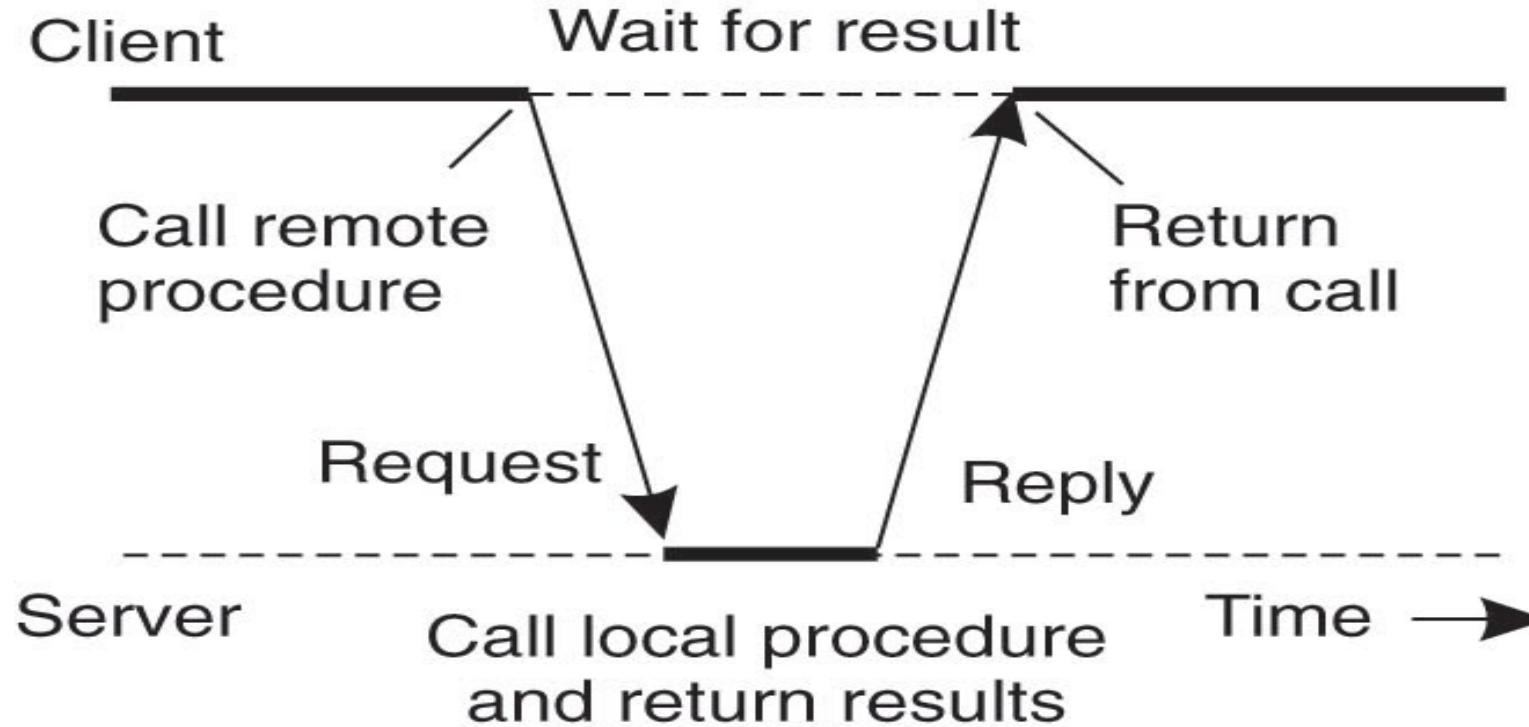 Client
Wait for result
Call remote
procedure
Return
from call
Request
Reply
Server
Call local procedure
and return results
Time